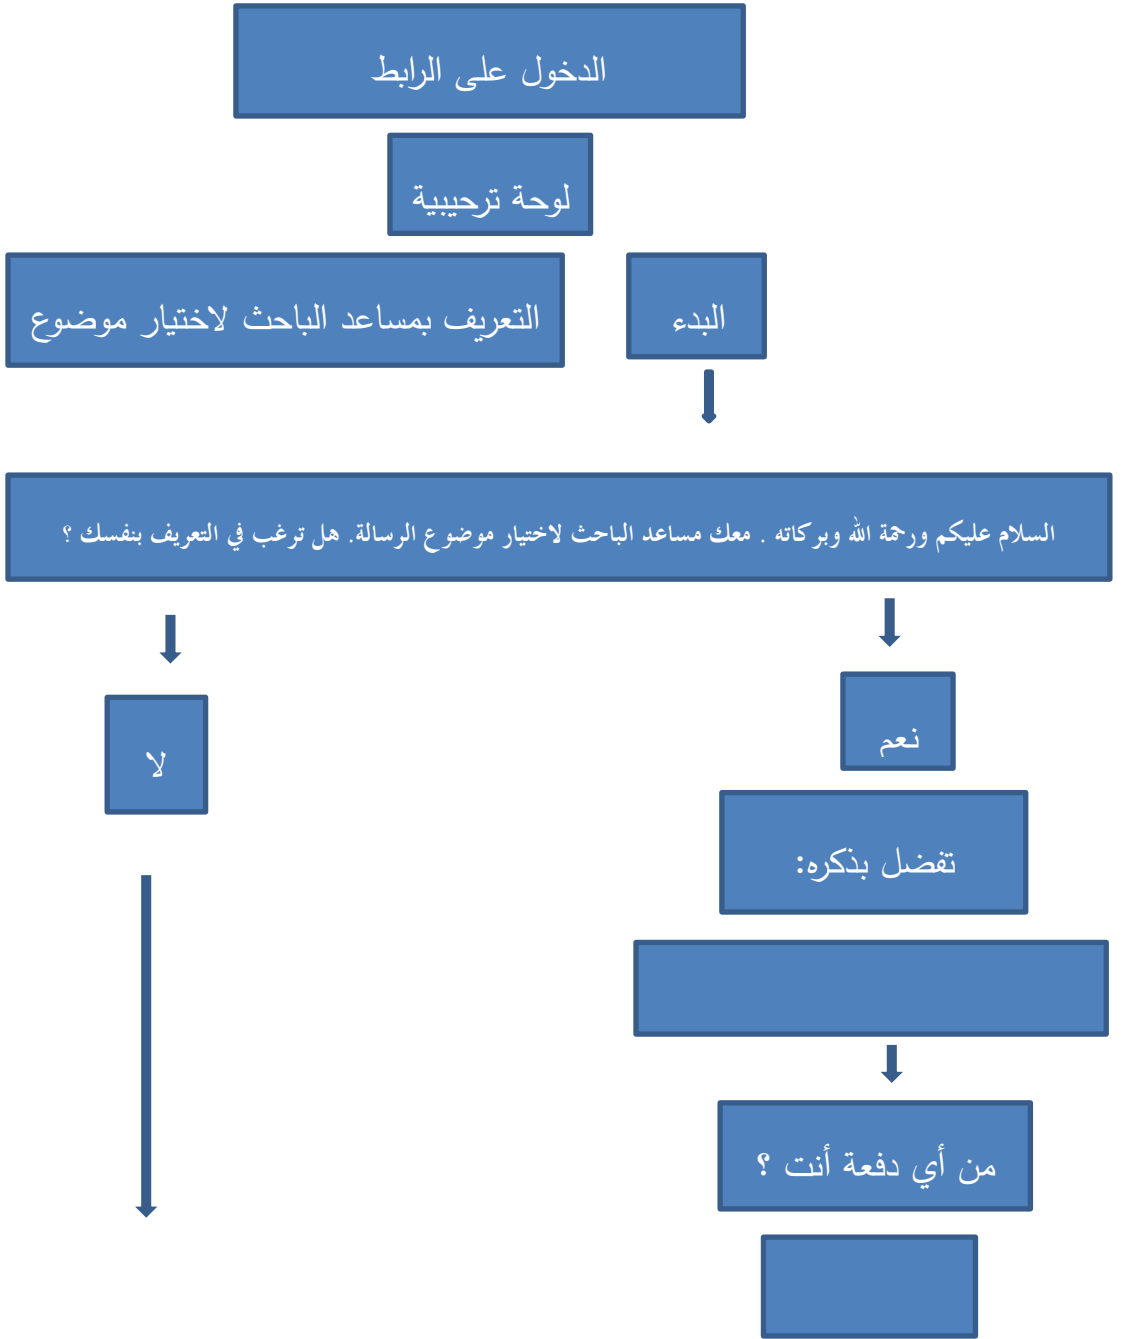 الدخول على الرابط
لوحة ترحيبية
البدء
التعريف بمساعد الباحث لاختيار موضوع
السلام عليكم ورحمة الله وبركاته . معك مساعد الباحث لاختيار موضوع الرسالة. هل ترغب في التعريف بنفسك ؟
نعم
لا
تفضل بذكره:
من أي دفعة أنت ؟